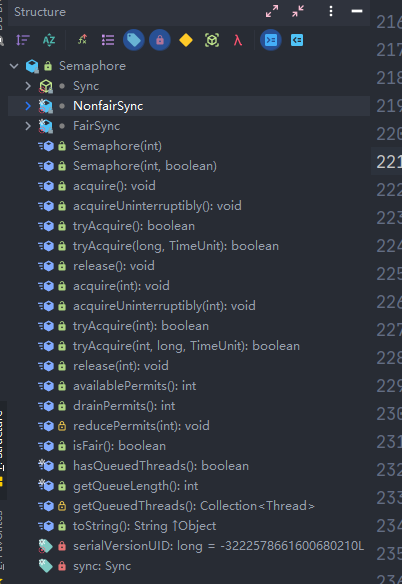 Structure
Semaphore
Sync
NonfairSync
FairSync
Semaphore(int)
Semaphore(int, boolean)
acquire(): void
acquireUninterruptibly(): void
tryAcquire(): boolean
tryAcquire(long, TimeUnit): boolean
release(): void
acquire(int): void
acquireUninterruptibly(int): void
tryAcquire(int): boolean
tryAcquire(int, long, TimeUnit): boolean
release(int): void
availablePermits(): int
drainPermits(): int
reducePermits(int): void
isFair(): boolean
hasQueuedThreads(): boolean
getQueueLength(): int
getQueuedThreads(): Collection<Thread>
toString(): String ↑Object
serialVersionUID: long = -3222578661600680210L
sync: Sync
216
217
218
219
220
221
222
223
224
225
226
227
228
229
230
231
232
233
234
235
Structure